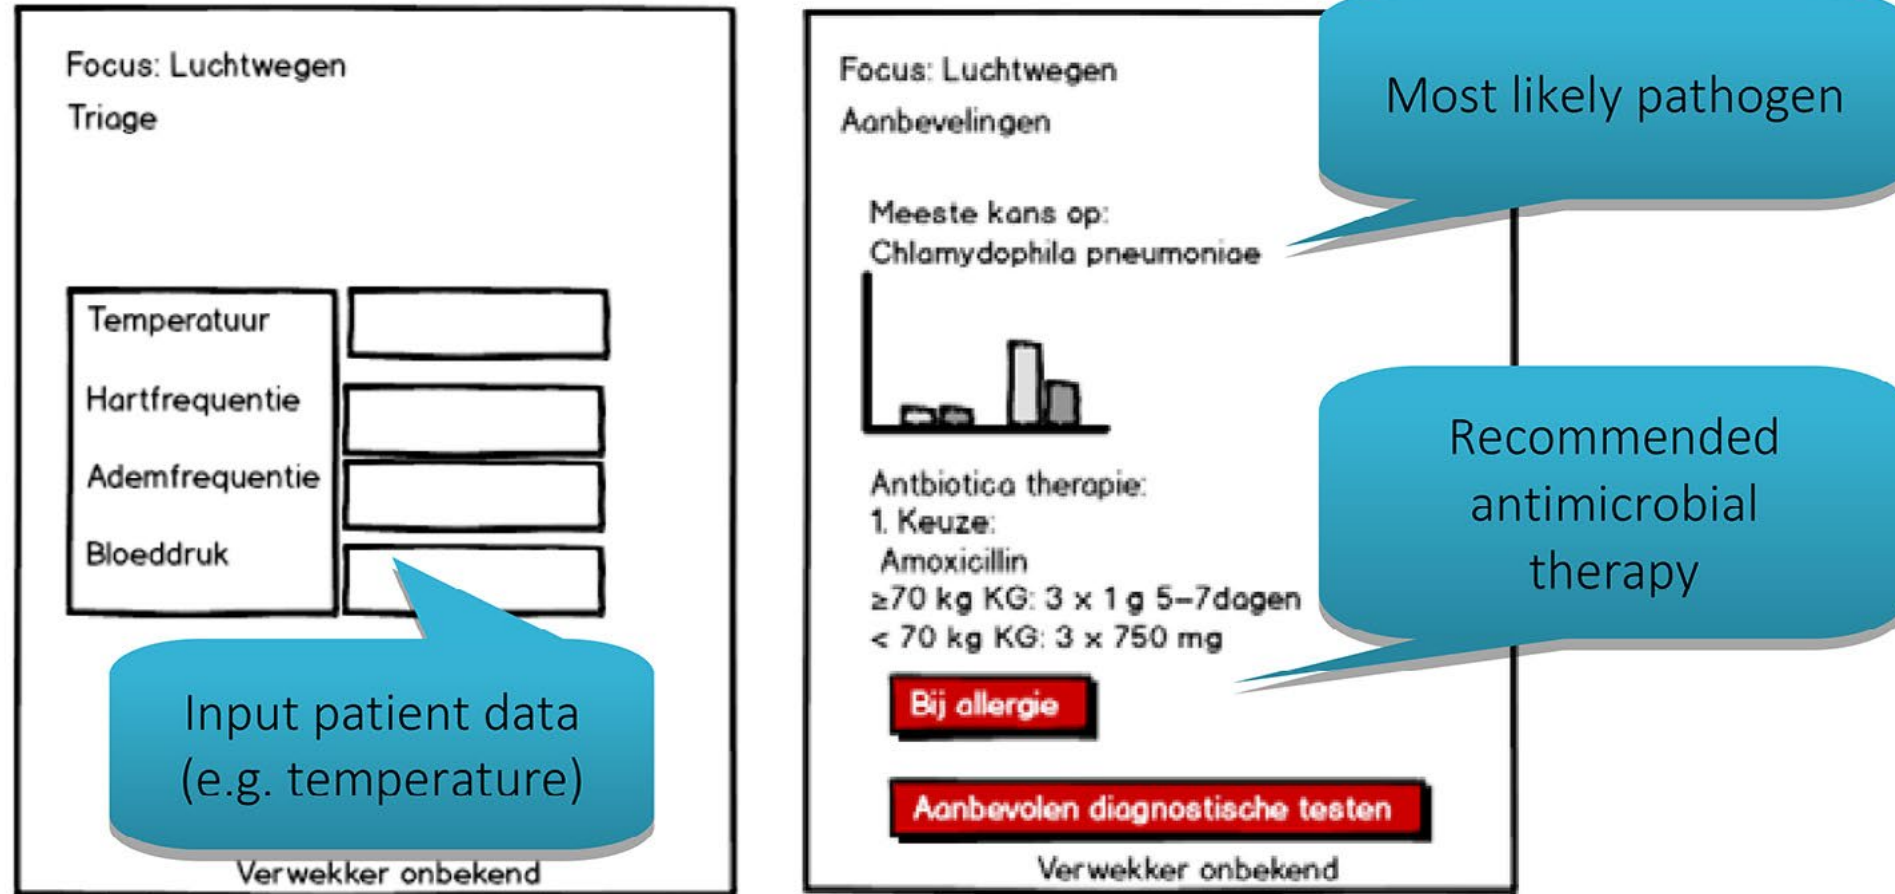 Focus: Luchtwegen
Triage
Temperatuur
Hartfrequentie
Ademfrequentie
Bloeddruk
Input patient data
(e.g. temperature)
Verwekker onbekend
Focus: Luchtwegen
Aanbevelingen
Meeste kans op:
Chlamydophila pneumoniae
Antbiotica therapie:
1. Keuze:
Amoxicillin
≥70 kg KG: 3 x 1 g 5–7dagen
< 70 kg KG: 3 x 750 mg
Bij allergie
Aanbevolen diagnostische testen
Verwekker onbekend
Most likely pathogen
Recommended
antimicrobial
therapy